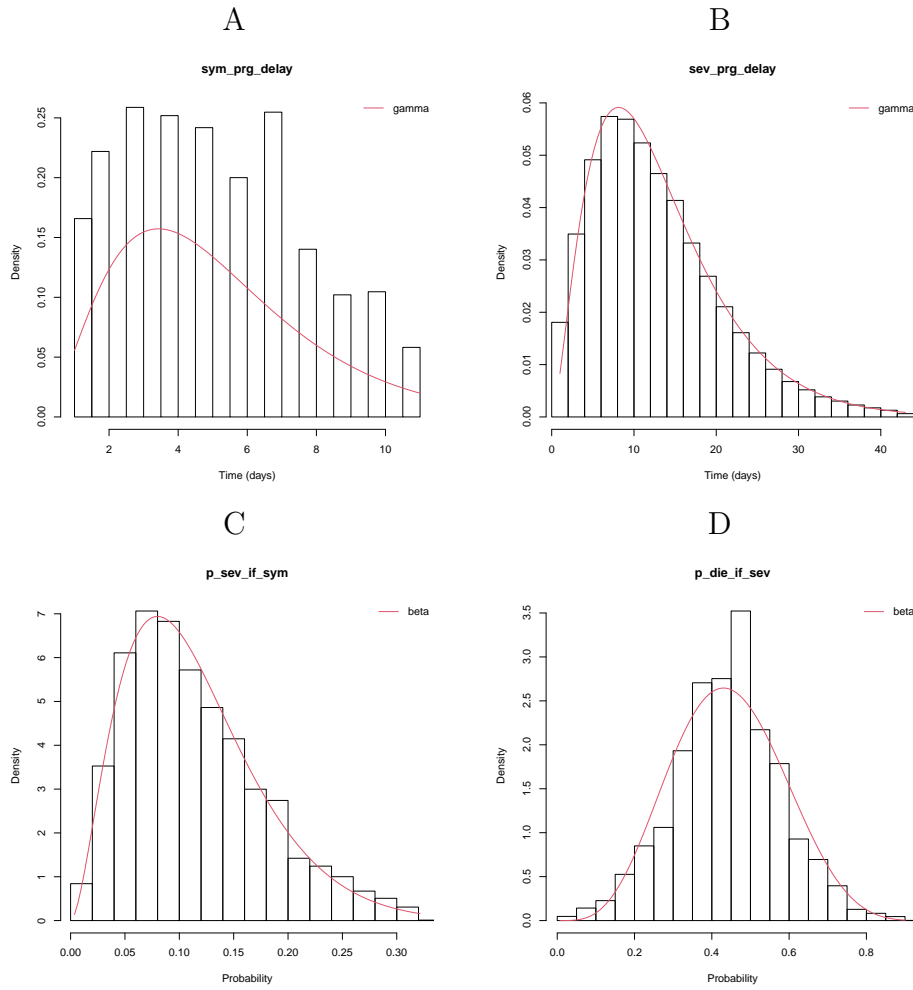 A
sym_prg_delay
gamma
Density
0.00 0.05 0.10 0.15 0.20 0.25
2 4 6 8 10
Time (days)
B
sev_prg_delay
gamma
Density
0.00 0.01 0.02 0.03 0.04 0.05 0.06
0 10 20 30 40
Time (days)
C
p_sev_if_sym
beta
Density
0 1 2 3 4 5 6 7
0.00 0.05 0.10 0.15 0.20 0.25 0.30
Probability
D
p_die_if_sev
beta
Density
0.0 0.5 1.0 1.5 2.0 2.5 3.0 3.5
0.0 0.2 0.4 0.6 0.8
Probability